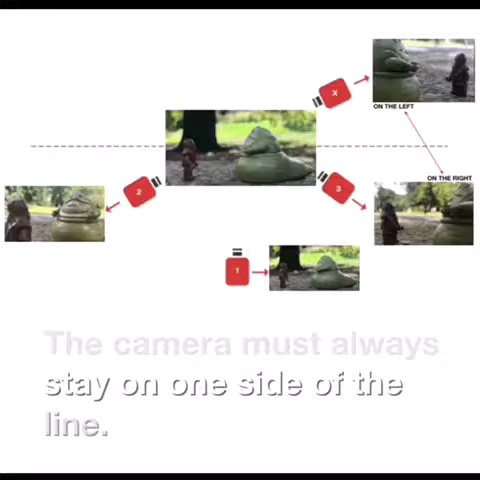 X
ON THE LEFT
2
3
ON THE RIGHT
1
The camera must always
stay on one side of the
line.